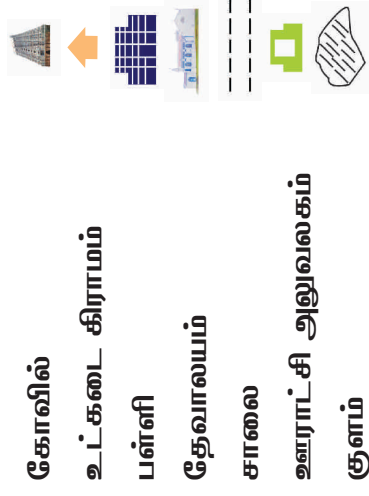 கோவில்
உட்கடை கிராமம்
பள்ளி
தேவாலயம்
சாலை
ஊராட்சி அலுவலகம்
குளம்